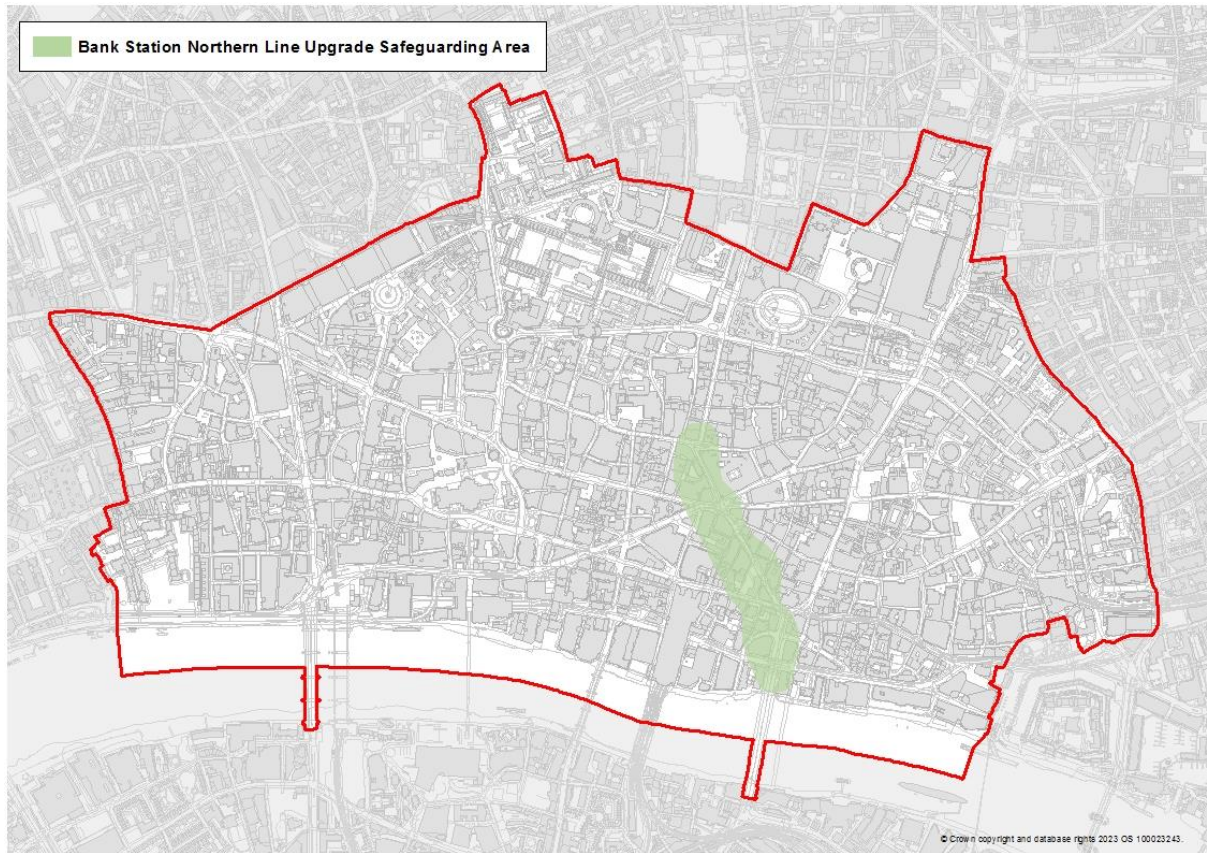 Bank Station Northern Line Upgrade Safeguarding Area
© Crown copyright and database rights 2023 OS 100023243.